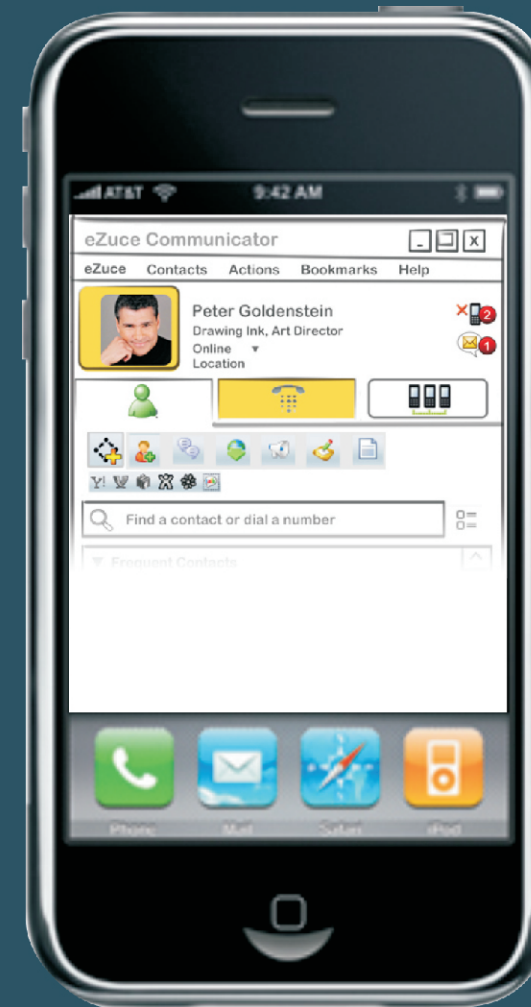 AT&T 9:42 AM
eZuce Communicator
eZuce Contacts Actions Bookmarks Help
Peter Goldenstein
Drawing Ink, Art Director
Online
Location
2
1
Y!
Find a contact or dial a number
Frequent Contacts
Phone Mail Safari iPod